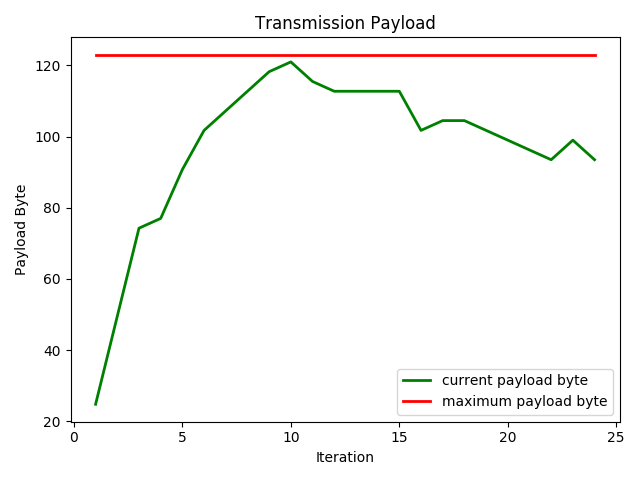 Transmission Payload
120
100
80
60
40
20
Payload Byte
0
5
10
15
20
25
Iteration
current payload byte
maximum payload byte